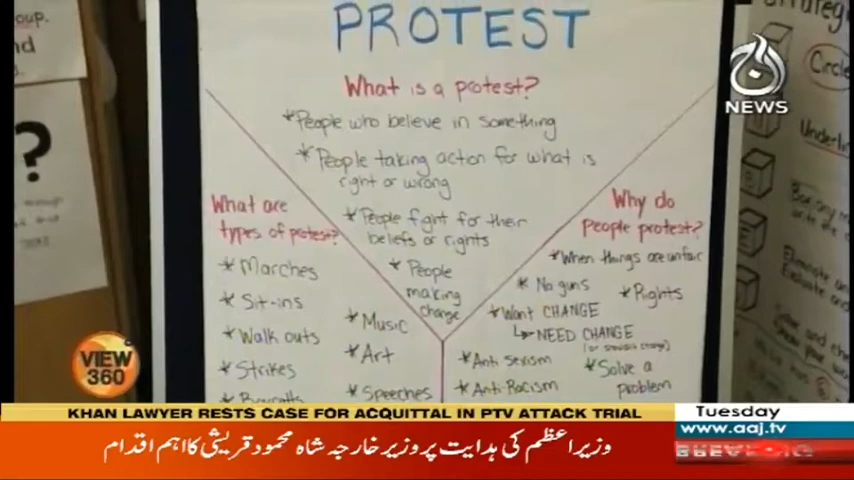 PROTEST
What is a protest?
*People who believe in something
*People taking action for what is
right or wrong
*People fight for their
beliefs or rights
*People
making
change
What are
types of protest?
*Marches
*Sit-ins
*Walk outs
*Strikes
*Music
*Art
*Speeches
Why do
people protest?
*When things are unfair
*No guns
*Rights
*Want CHANGE
NEED CHANGE
*Anti Sexism
*Anti-Racism
*Solve a
problem
?
Circle
Underlin
NEWS
VIEW
360°
KHAN LAWYER RESTS CASE FOR ACQUITTAL IN PTV ATTACK TRIAL
Tuesday
www.aaj.tv
وزیراعظم کی ہدایت پر وزیر خارجہ شاہ محمود قریشی کا اہم اقدام